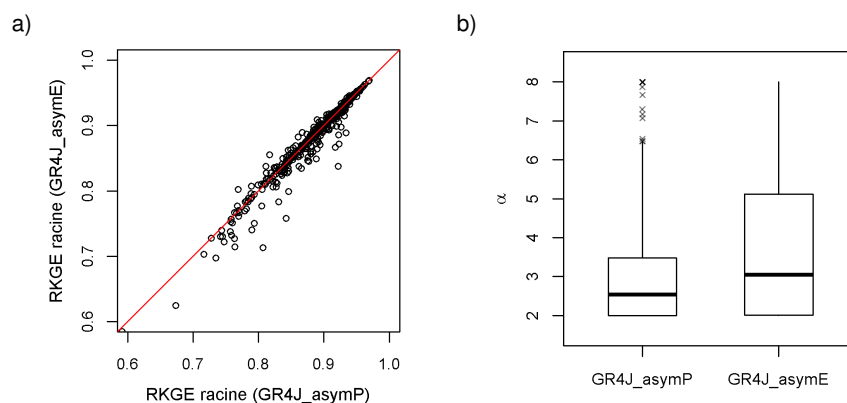 a)
b)
RKGE racine (GR4J_asymE)
0.6 0.7 0.8 0.9 1.0
0.6 0.7 0.8 0.9 1.0
RKGE racine (GR4J_asymP)
α
2 3 4 5 6 7 8
GR4J_asymP GR4J_asymE